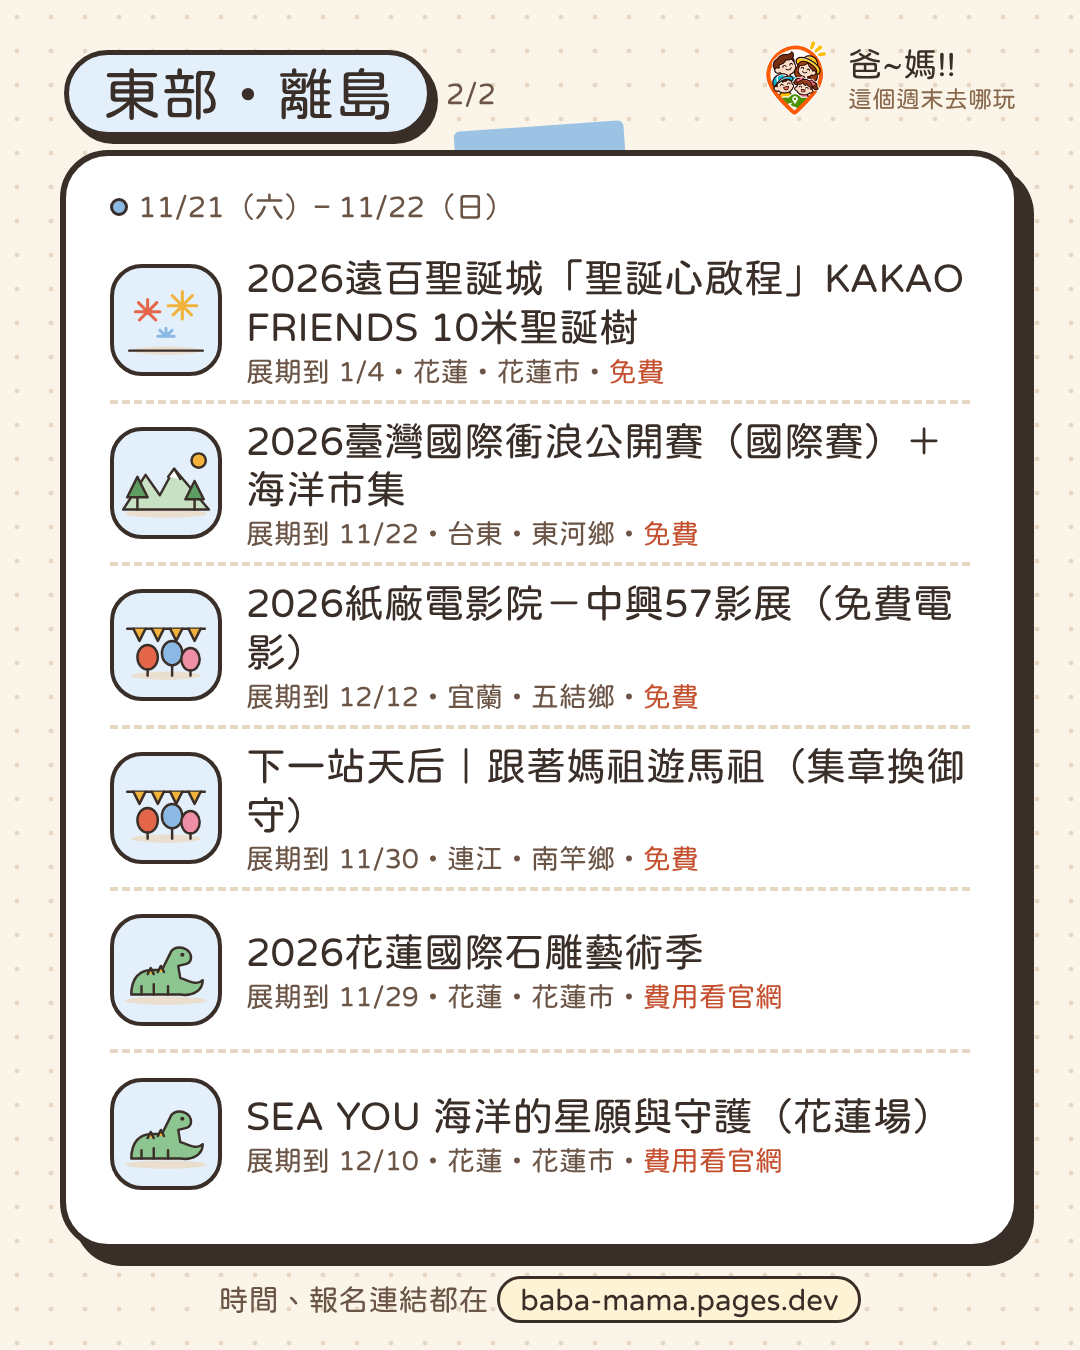 東部・離島
2/2
爸~媽!!
這個週末去哪玩
11/21（六）– 11/22（日）
2026遠百聖誕城「聖誕心啟程」KAKAO
FRIENDS 10米聖誕樹
展期到 1/4・花蓮・花蓮市・免費
2026臺灣國際衝浪公開賽（國際賽）＋
海洋市集
展期到 11/22・台東・東河鄉・免費
2026紙廠電影院－中興57影展（免費電
影）
展期到 12/12・宜蘭・五結鄉・免費
下一站天后｜跟著媽祖遊馬祖（集章換御
守）
展期到 11/30・連江・南竿鄉・免費
2026花蓮國際石雕藝術季
展期到 11/29・花蓮・花蓮市・費用看官網
SEA YOU 海洋的星願與守護（花蓮場）
展期到 12/10・花蓮・花蓮市・費用看官網
時間、報名連結都在 baba-mama.pages.dev